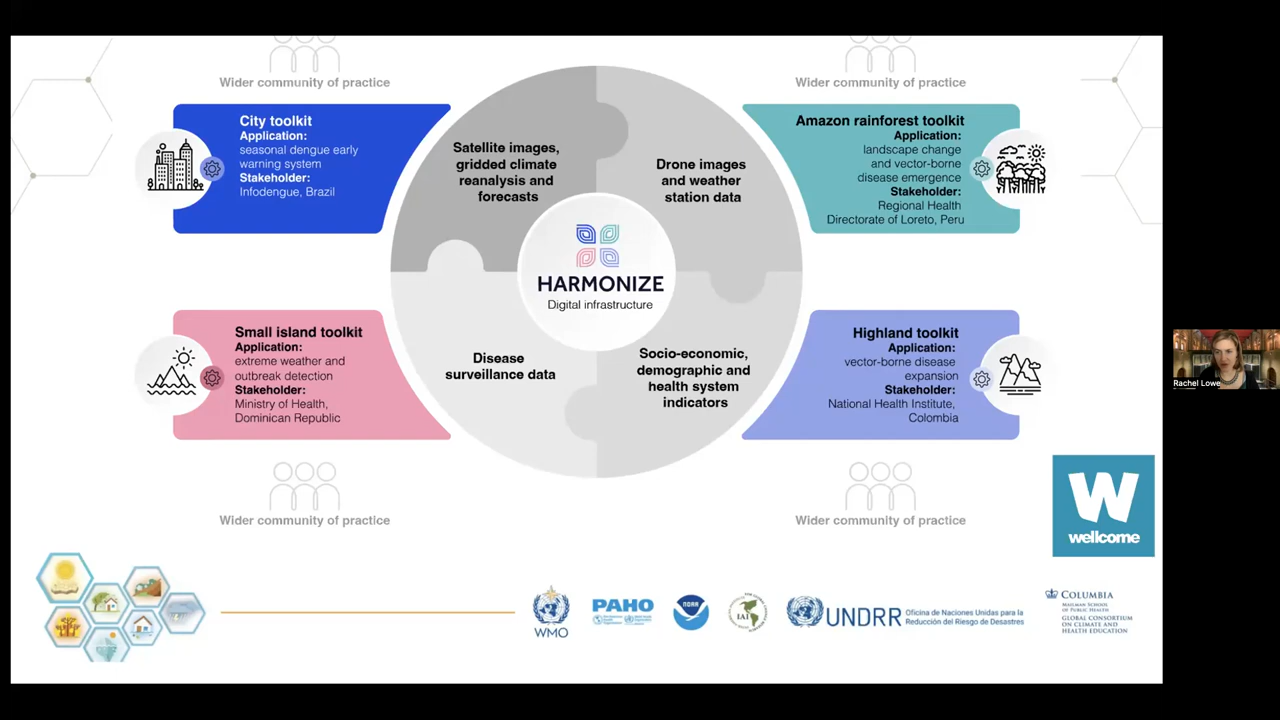 Wider community of practice
Wider community of practice
City toolkit
Application:
seasonal dengue early
warning system
Stakeholder:
Infodengue, Brazil
Satellite images,
gridded climate
reanalysis and
forecasts
Drone images
and weather
station data
Amazon rainforest toolkit
Application:
landscape change
and vector-borne
disease emergence
Stakeholder:
Regional Health
Directorate of Loreto, Peru
HARMONIZE
Digital infrastructure
Small island toolkit
Application:
extreme weather and
outbreak detection
Stakeholder:
Ministry of Health,
Dominican Republic
Disease
surveillance data
Socio-economic,
demographic and
health system
indicators
Highland toolkit
Application:
vector-borne disease
expansion
Stakeholder:
National Health Institute,
Colombia
Rachel Lowe
Wider community of practice
Wider community of practice
W
wellcome
WMO
PAHO
NOAA
IAI
UNDRR
Oficina de Naciones Unidas para la
Reducción del Riesgo de Desastres
COLUMBIA
MAILMAN SCHOOL
OF PUBLIC HEALTH
GLOBAL CONSORTIUM
ON CLIMATE AND
HEALTH EDUCATION